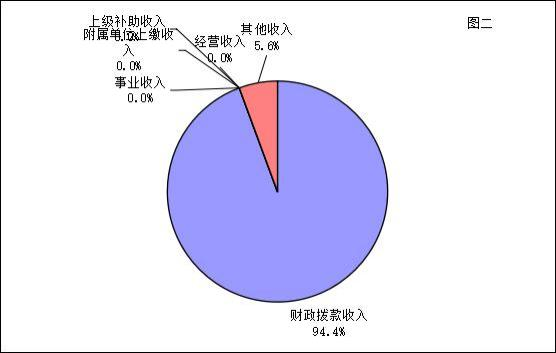 图二
上级补助收入
0.0%
附属单位上缴收
入
0.0%
经营收入
0.0%
其他收入
5.6%
事业收入
0.0%
财政拨款收入
94.4%